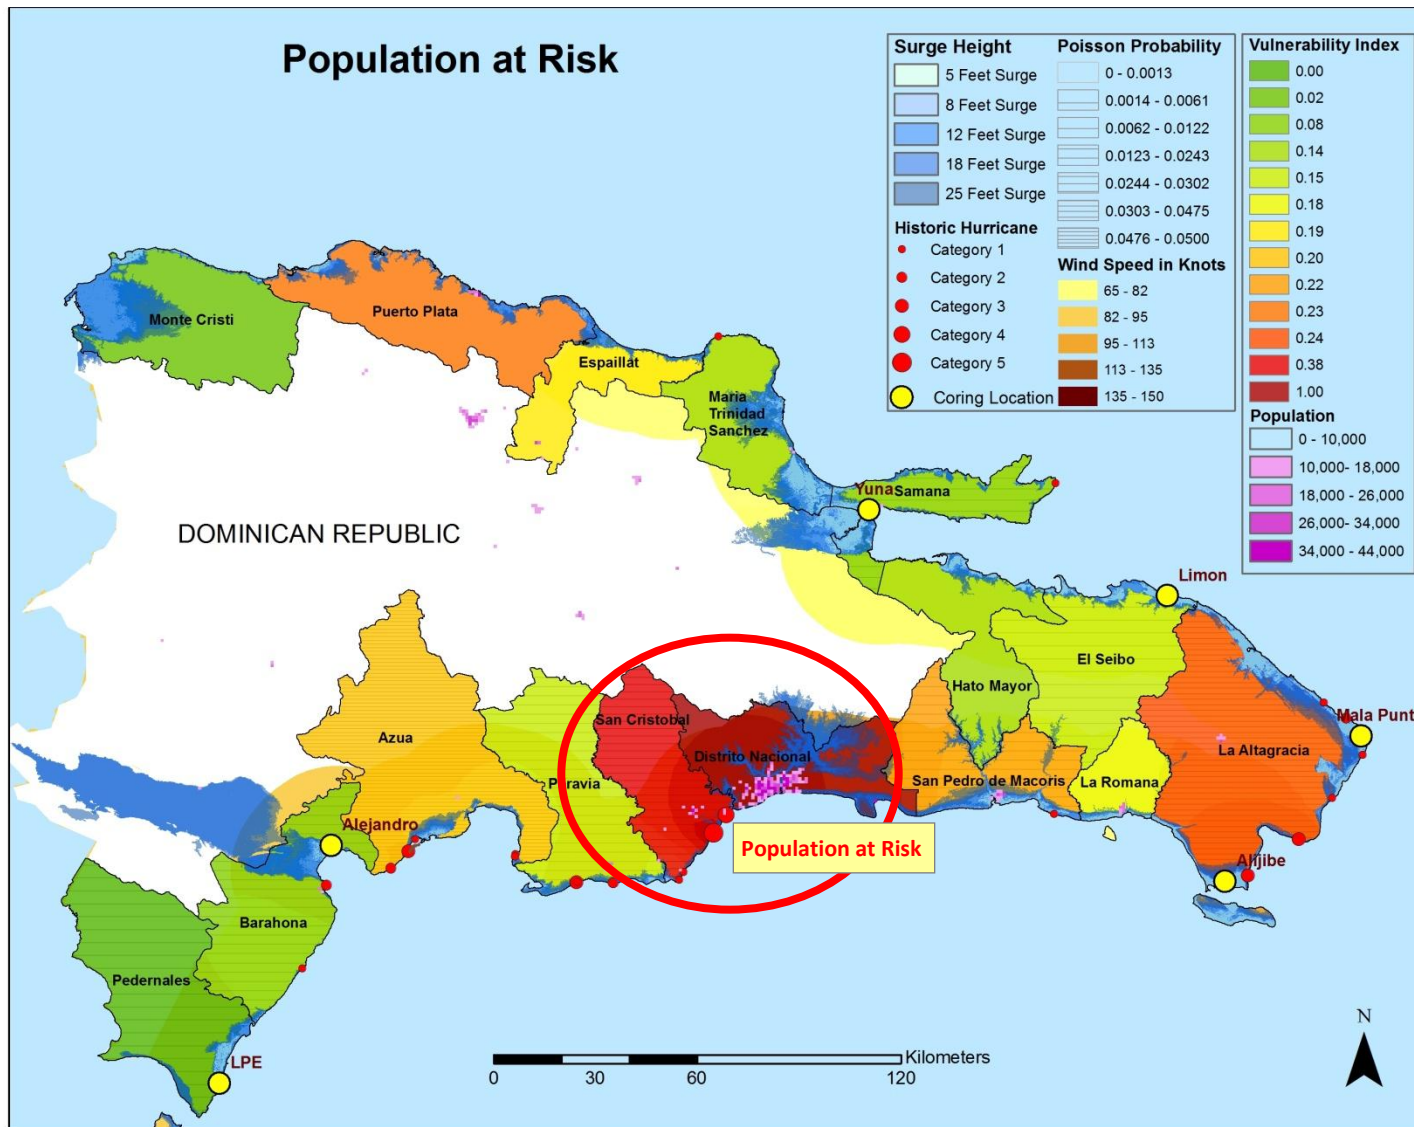 Population at Risk
Surge Height
5 Feet Surge
8 Feet Surge
12 Feet Surge
18 Feet Surge
25 Feet Surge
Historic Hurricane
Category 1
Category 2
Category 3
Category 4
Category 5
Coring Location
Poisson Probability
0 - 0.0013
0.0014 - 0.0061
0.0062 - 0.0122
0.0123 - 0.0243
0.0244 - 0.0302
0.0303 - 0.0475
0.0476 - 0.0500
Wind Speed in Knots
65 - 82
82 - 95
95 - 113
113 - 135
135 - 150
Vulnerability Index
0.00
0.02
0.08
0.14
0.15
0.18
0.19
0.20
0.22
0.23
0.24
0.38
1.00
Population
0 - 10,000
10,000- 18,000
18,000 - 26,000
26,000- 34,000
34,000 - 44,000
Monte Cristi
Puerto Plata
Espaillat
Maria
Trinidad
Sanchez
Yuna
Samana
DOMINICAN REPUBLIC
Limon
El Seibo
Hato Mayor
San Cristobal
Mala Punt
Azua
Distrito Nacional
La Altagracia
Peravia
San Pedro de Macoris
La Romana
Alejandro
Population at Risk
Alijibe
Barahona
Pedernales
LPE
Kilometers
0 30 60 120
N